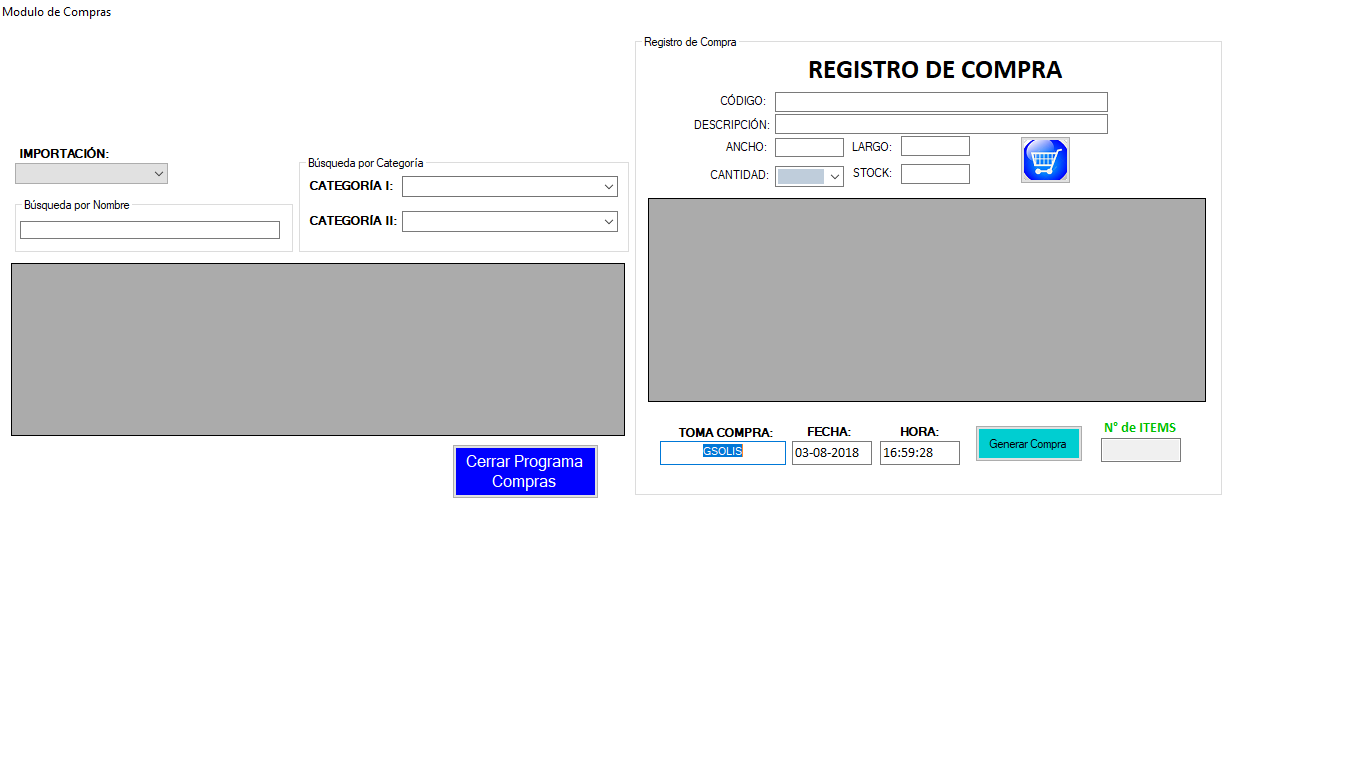 Modulo de Compras
IMPORTACIÓN:
Búsqueda por Nombre
Búsqueda por Categoría
CATEGORÍA I:
CATEGORÍA II:
Cerrar Programa
Compras
Registro de Compra
REGISTRO DE COMPRA
CÓDIGO:
DESCRIPCIÓN:
ANCHO:
LARGO:
CANTIDAD:
STOCK:
TOMA COMPRA:
GSOLIS
FECHA:
03-08-2018
HORA:
16:59:28
Generar Compra
N° de ITEMS